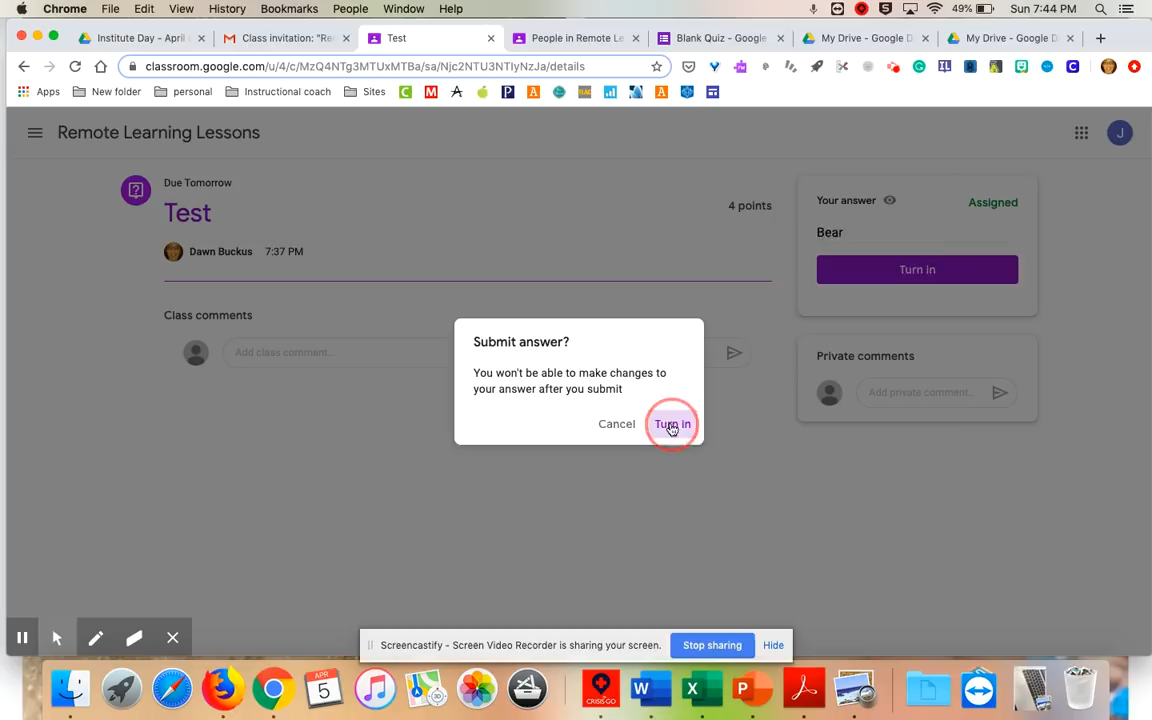 Chrome File Edit View History Bookmarks People Window Help 49% Sun 7:44 PM
Institute Day - April
Class invitation: "Re
Test
People in Remote Le
Blank Quiz - Google
My Drive - Google D
My Drive - Google D
classroom.google.com/u/4/c/MzQ4NTg3MTUxMTBa/sa/Njc2NTU3NTIyNzJa/details
Apps New folder personal Instructional coach Sites
Remote Learning Lessons
J
Due Tomorrow
Test
4 points
Dawn Buckus 7:37 PM
Class comments
Add class comment...
Your answer
Assigned
Bear
Turn in
Private comments
Add private comment...
Submit answer?
You won't be able to make changes to
your answer after you submit
Cancel Turn in
Screencastify - Screen Video Recorder is sharing your screen. Stop sharing Hide
APR
5
CRISIS GO
W
X
P